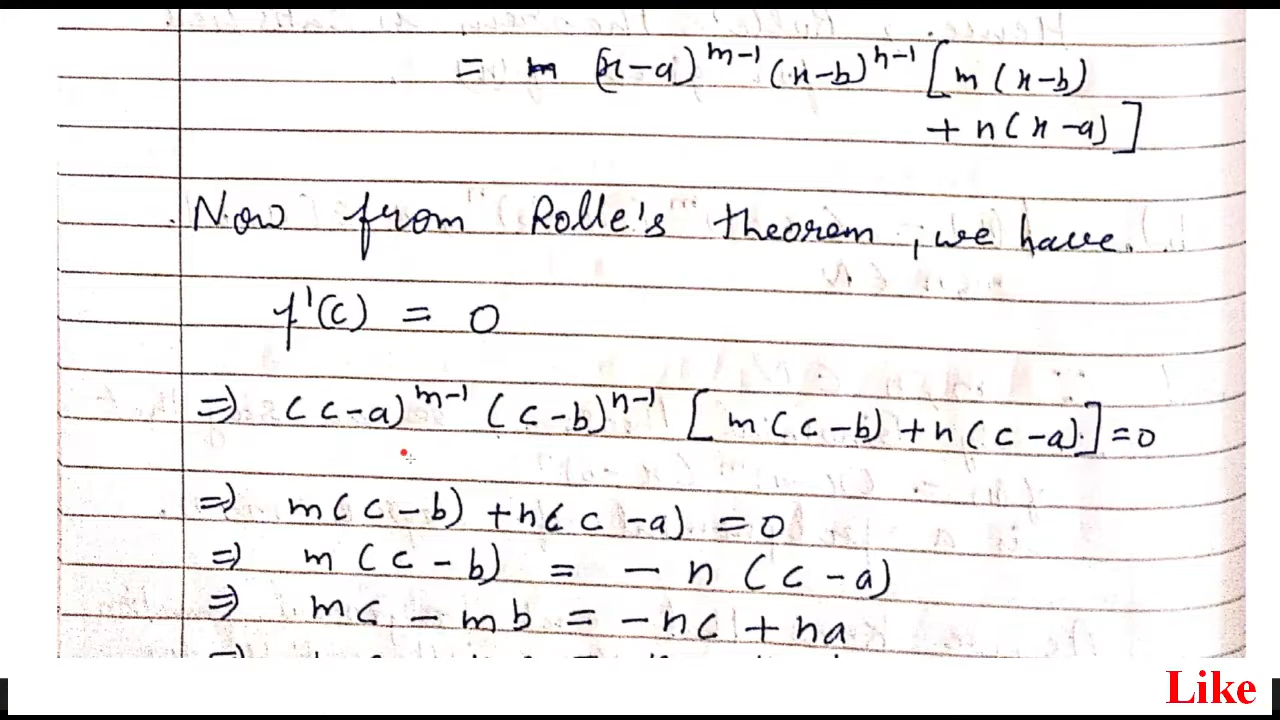 = (x-a)^{m-1} (x-b)^{n-1} [m(x-b)
+ n(x-a)]
Now from Rolle's theorem, we have.
f'(c) = 0
⇒ (c-a)^{m-1} (c-b)^{n-1} [m(c-b) + n(c-a)] = 0
⇒ m(c-b) + n(c-a) = 0
⇒ m(c-b) = -n(c-a)
⇒ mc - mb = -nc + na
Like